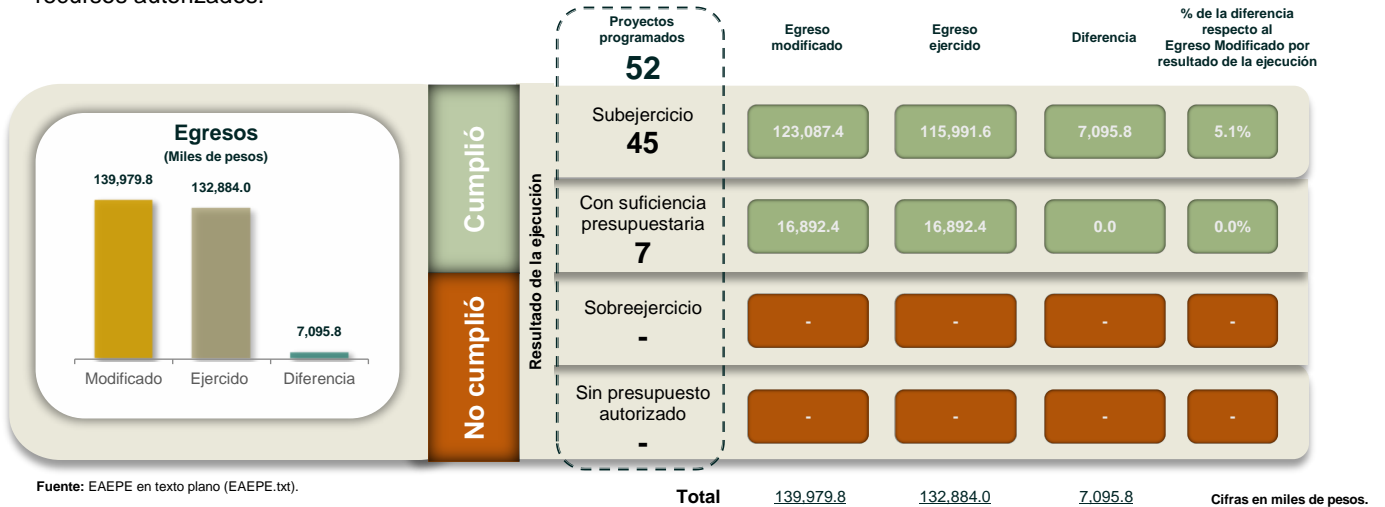 recursos autorizados.
Proyectos
programados
52
Egreso
modificado
Egreso
ejercido
Diferencia
% de la diferencia
respecto al
Egreso Modificado por
resultado de la ejecución
Egresos
(Miles de pesos)
139,979.8
132,884.0
7,095.8
Modificado
Ejercido
Diferencia
Cumplió
No cumplió
Resultado de la ejecución
Subejercicio
45
123,087.4
115,991.6
7,095.8
5.1%
Con suficiencia
presupuestaria
7
16,892.4
16,892.4
0.0
0.0%
Sobreejercicio
-
-
-
-
-
Sin presupuesto
autorizado
-
-
-
-
-
Fuente: EAEPE en texto plano (EAEPE.txt).
Total
139,979.8
132,884.0
7,095.8
Cifras en miles de pesos.